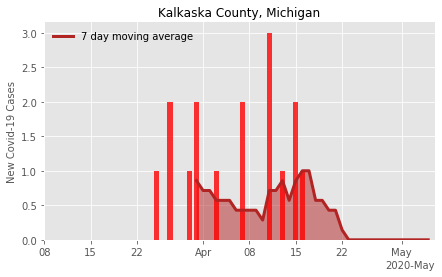 Kalkaska County, Michigan
7 day moving average
New Covid-19 Cases
3.0
2.5
2.0
1.5
1.0
0.5
0.0
08 15 22 Apr 08 15 22 May
2020-May